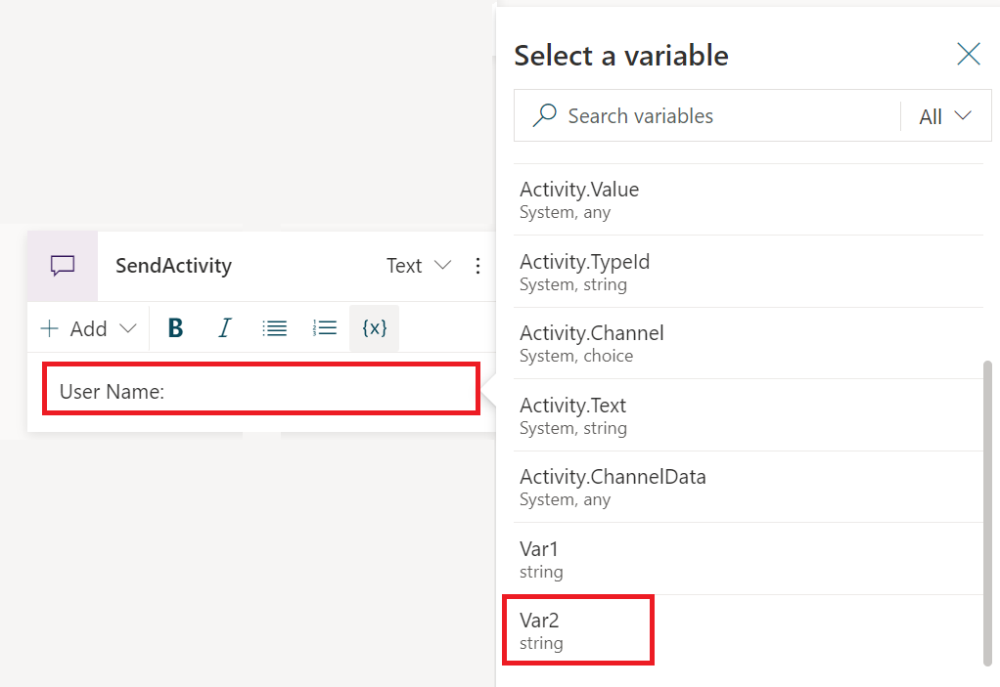 SendActivity
Text
Add
B
I
{x}
User Name:
Select a variable
Search variables
All
Activity.Value
System, any
Activity.TypeId
System, string
Activity.Channel
System, choice
Activity.Text
System, string
Activity.ChannelData
System, any
Var1
string
Var2
string